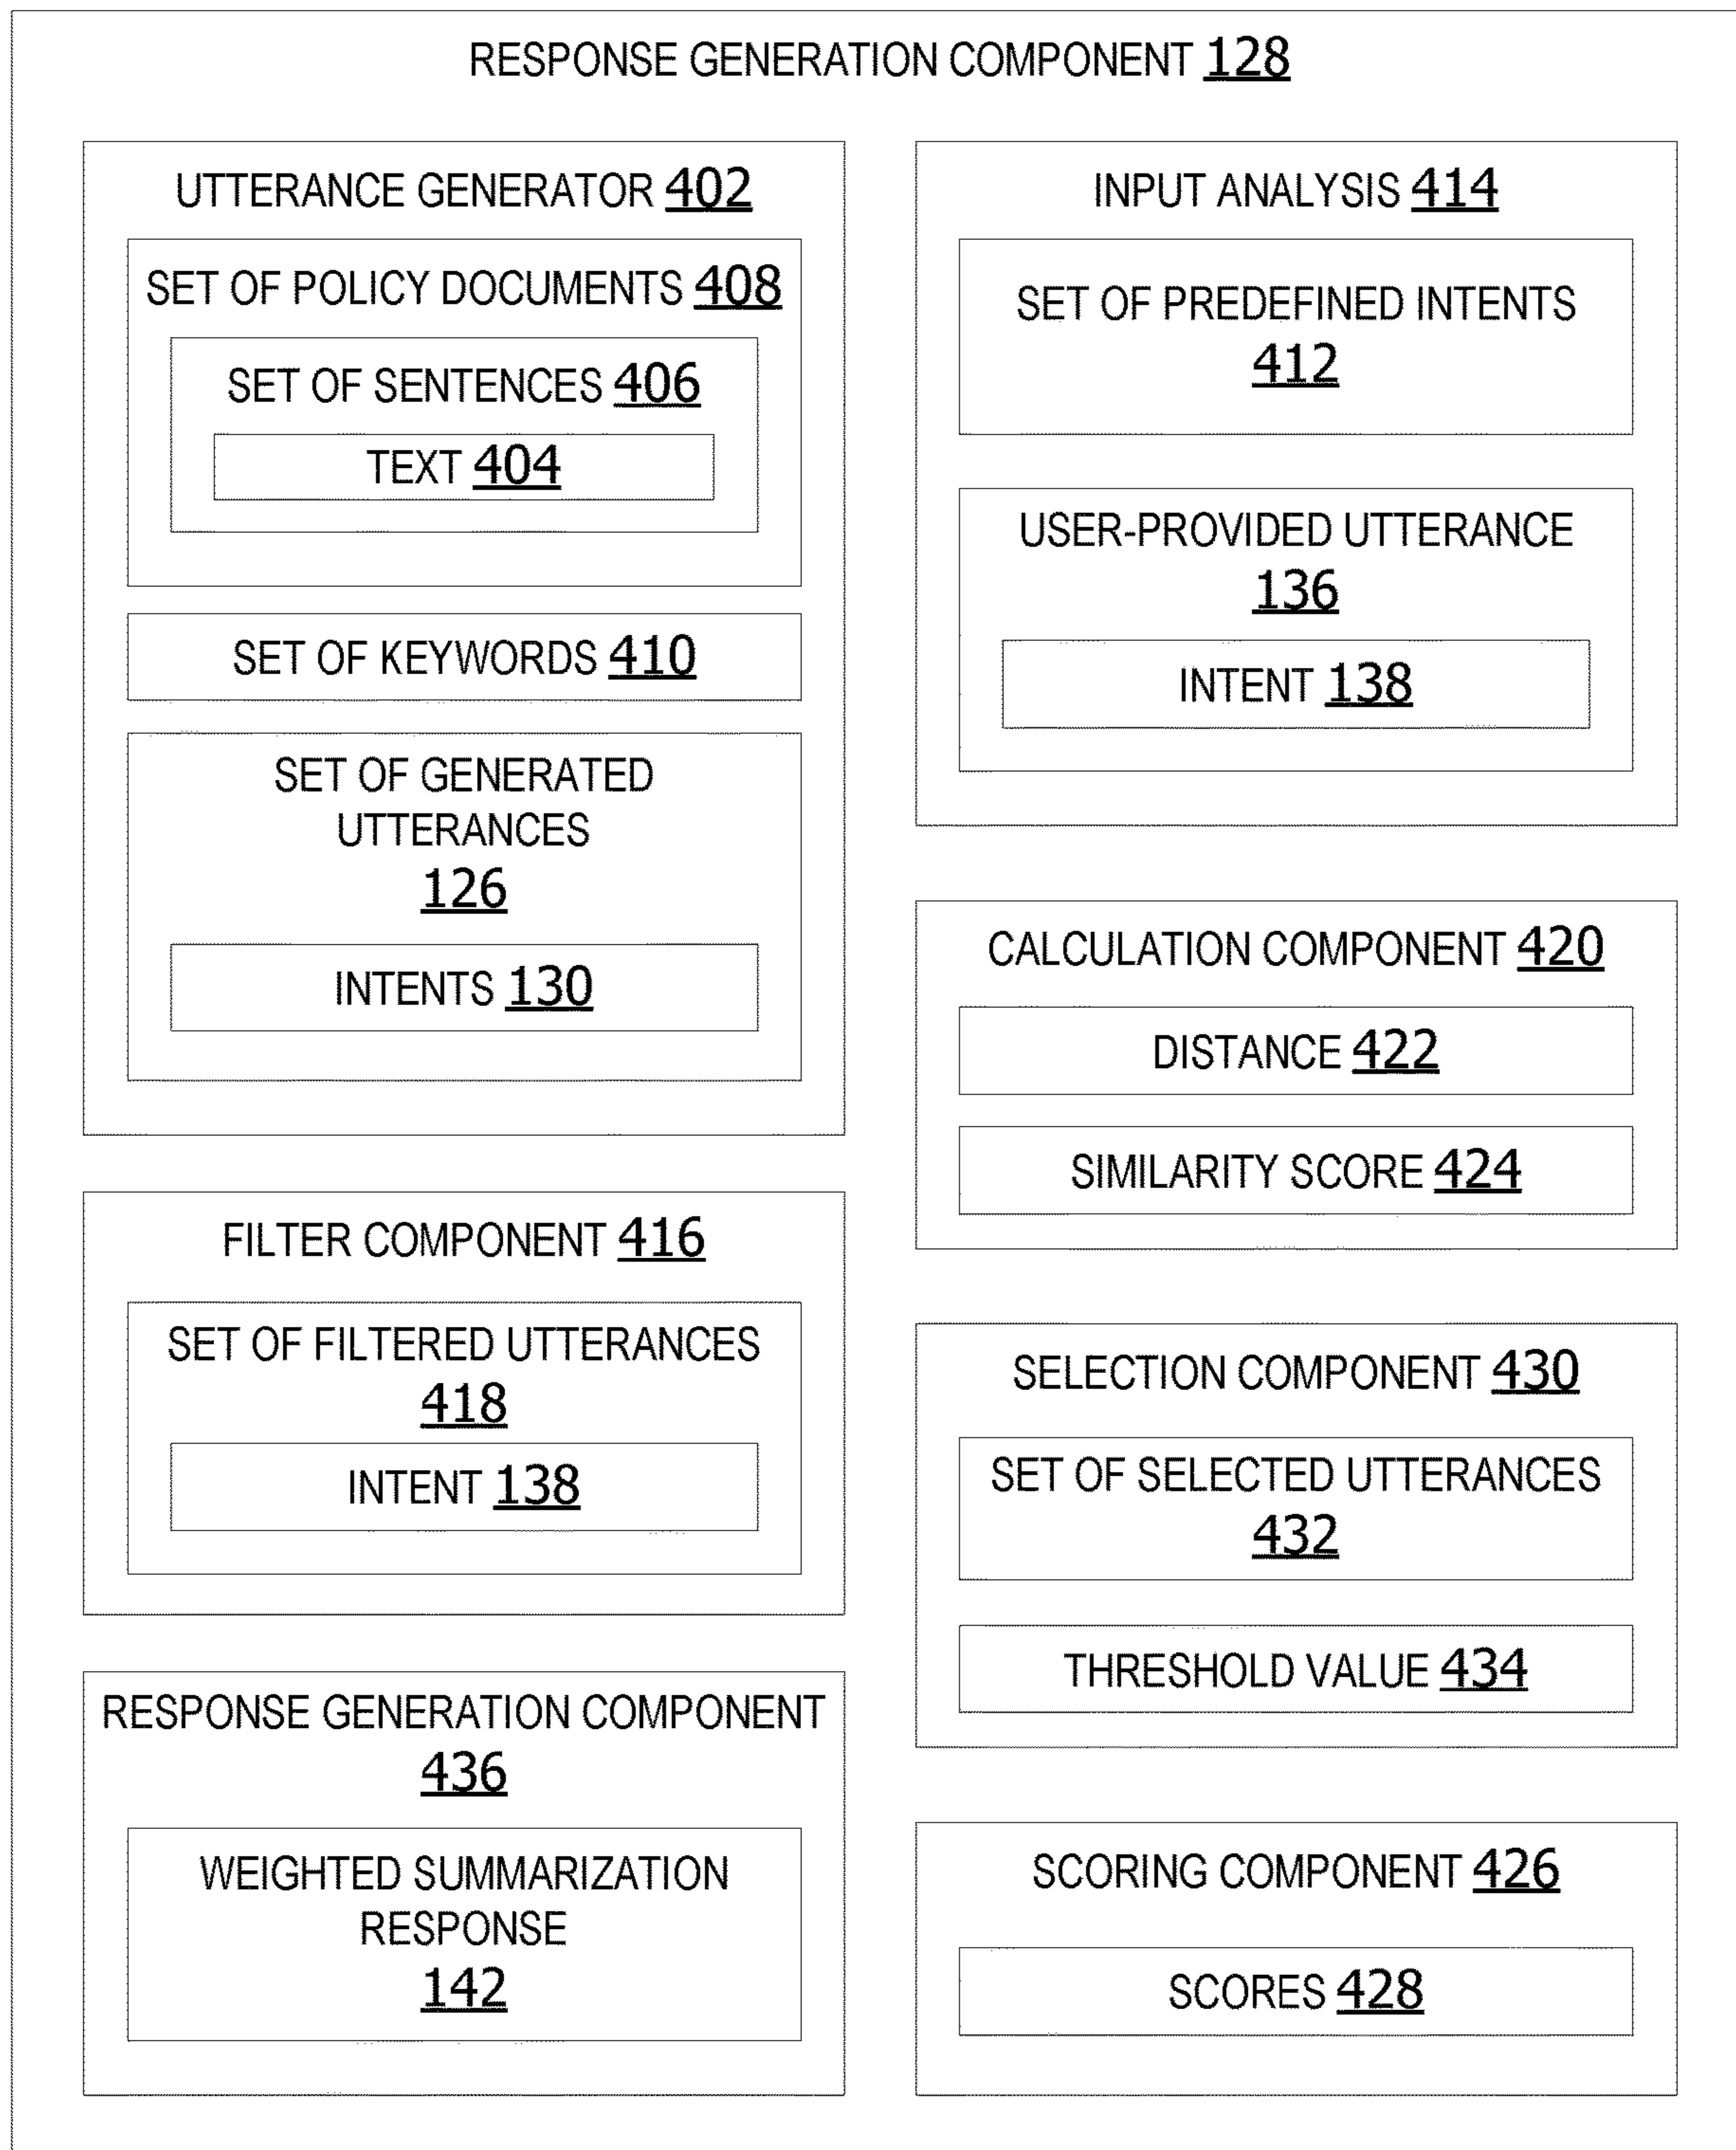 RESPONSE GENERATION COMPONENT 128
UTTERANCE GENERATOR 402
SET OF POLICY DOCUMENTS 408
SET OF SENTENCES 406
TEXT 404
SET OF KEYWORDS 410
SET OF GENERATED
UTTERANCES
126
INTENTS 130
FILTER COMPONENT 416
SET OF FILTERED UTTERANCES
418
INTENT 138
RESPONSE GENERATION COMPONENT
436
WEIGHTED SUMMARIZATION
RESPONSE
142
INPUT ANALYSIS 414
SET OF PREDEFINED INTENTS
412
USER-PROVIDED UTTERANCE
136
INTENT 138
CALCULATION COMPONENT 420
DISTANCE 422
SIMILARITY SCORE 424
SELECTION COMPONENT 430
SET OF SELECTED UTTERANCES
432
THRESHOLD VALUE 434
SCORING COMPONENT 426
SCORES 428